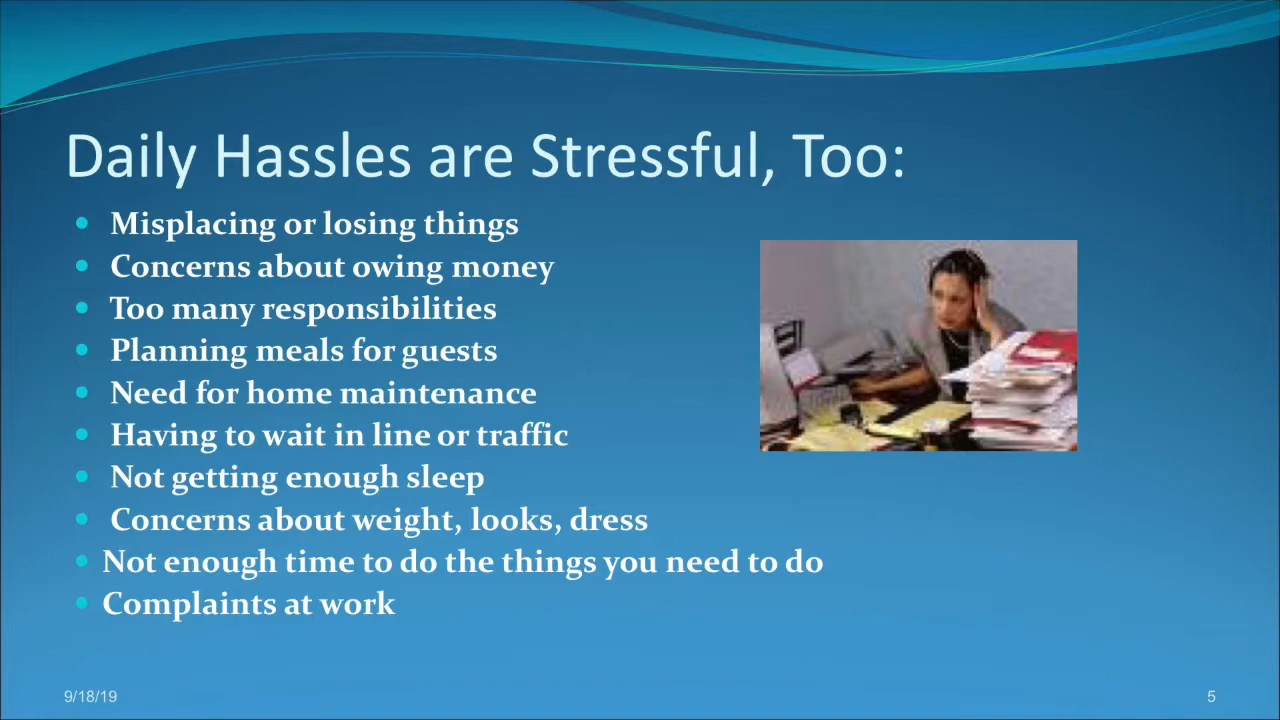 Daily Hassles are Stressful, Too:
Misplacing or losing things
Concerns about owing money
Too many responsibilities
Planning meals for guests
Need for home maintenance
Having to wait in line or traffic
Not getting enough sleep
Concerns about weight, looks, dress
Not enough time to do the things you need to do
Complaints at work
9/18/19
5